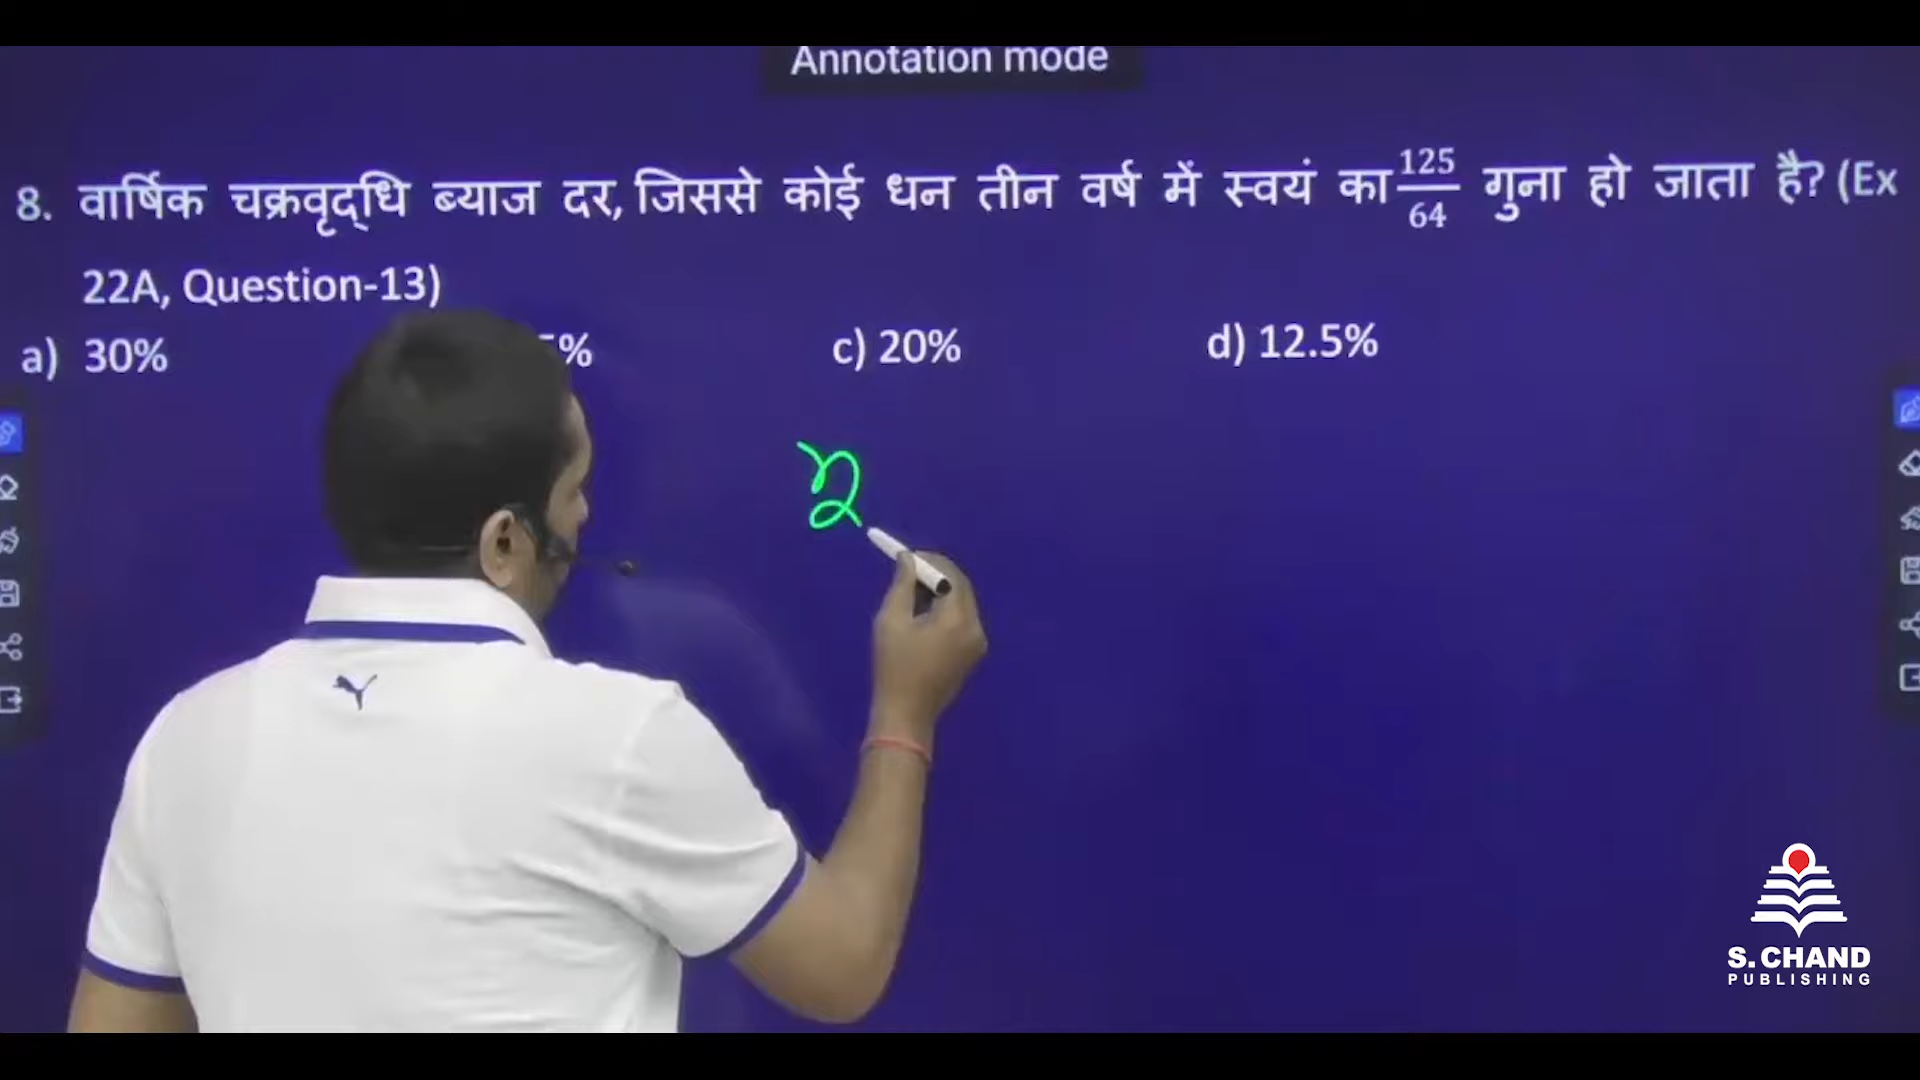 Annotation mode
8. वार्षिक चक्रवृद्धि ब्याज दर, जिससे कोई धन तीन वर्ष में स्वयं का 125/64 गुना हो जाता है? (Ex
22A, Question-13)
a) 30% 5% c) 20% d) 12.5%
S. CHAND
PUBLISHING